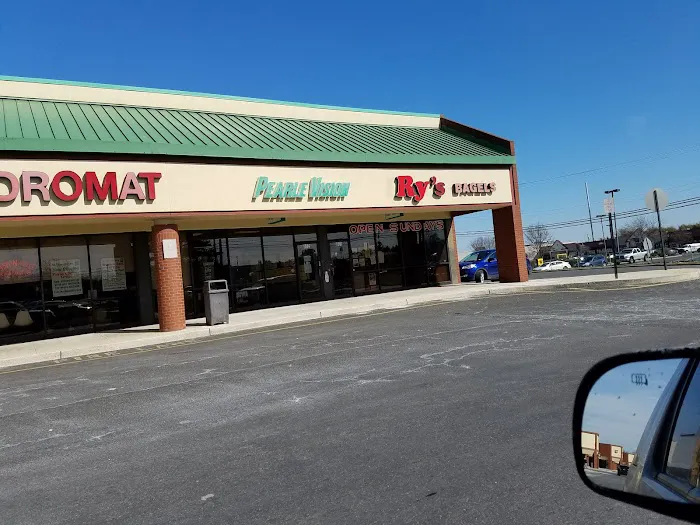 DROMAT
PEARLE VISION
Ry's BAGELS
OPEN SUNDAYS